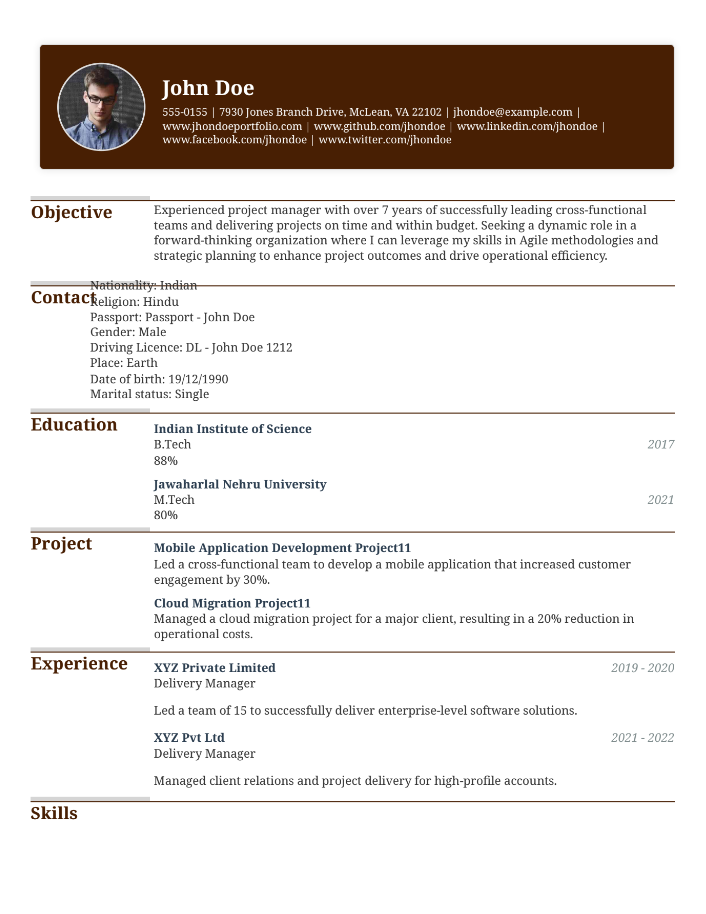 John Doe
555-0155 | 7930 Jones Branch Drive, McLean, VA 22102 | jhondoe@example.com |
www.jhondoeportfolio.com | www.github.com/jhondoe | www.linkedin.com/jhondoe |
www.facebook.com/jhondoe | www.twitter.com/jhondoe
Objective
Experienced project manager with over 7 years of successfully leading cross-functional
teams and delivering projects on time and within budget. Seeking a dynamic role in a
forward-thinking organization where I can leverage my skills in Agile methodologies and
strategic planning to enhance project outcomes and drive operational efficiency.
Contact
Nationality: Indian
Religion: Hindu
Passport: Passport - John Doe
Gender: Male
Driving Licence: DL - John Doe 1212
Place: Earth
Date of birth: 19/12/1990
Marital status: Single
Education
Indian Institute of Science
B.Tech 2017
88%
Jawaharlal Nehru University
M.Tech 2021
80%
Project
Mobile Application Development Project11
Led a cross-functional team to develop a mobile application that increased customer
engagement by 30%.
Cloud Migration Project11
Managed a cloud migration project for a major client, resulting in a 20% reduction in
operational costs.
Experience
XYZ Private Limited 2019 - 2020
Delivery Manager
Led a team of 15 to successfully deliver enterprise-level software solutions.
XYZ Pvt Ltd 2021 - 2022
Delivery Manager
Managed client relations and project delivery for high-profile accounts.
Skills